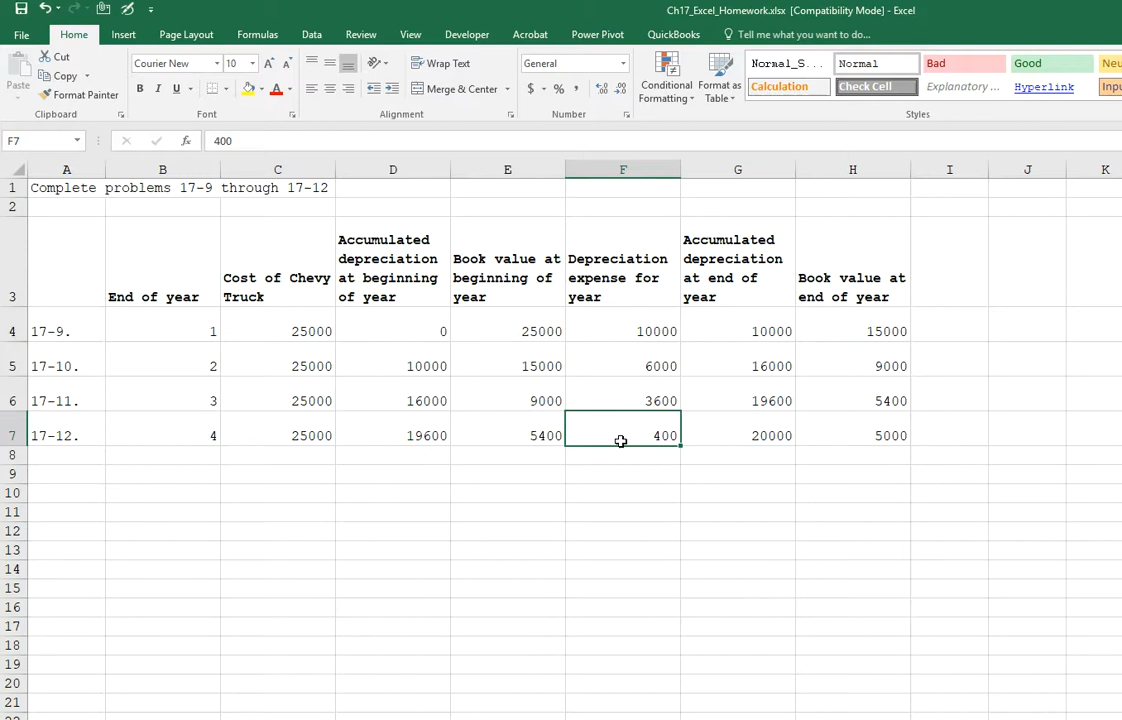 Ch17_Excel_Homework.xlsx [Compatibility Mode] - Excel
File Home Insert Page Layout Formulas Data Review View Developer Acrobat Power Pivot QuickBooks Tell me what you want to do...
Paste
Cut
Copy
Format Painter
Clipboard
Courier New 10
B I U
Font
Wrap Text
Merge & Center
Alignment
General
$ % ,
Number
Conditional Formatting
Format as Table
Normal_S... Normal Bad Good
Calculation Check Cell Explanatory ... Hyperlink
Styles
F7 fx 400
A B C D E F G H I J K
1 Complete problems 17-9 through 17-12
2
3 End of year
Cost of Chevy Truck
Accumulated depreciation at beginning of year
Book value at beginning of year
Depreciation expense for year
Accumulated depreciation at end of year
Book value at end of year
4 17-9. 1 25000 0 25000 10000 10000 15000
5 17-10. 2 25000 10000 15000 6000 16000 9000
6 17-11. 3 25000 16000 9000 3600 19600 5400
7 17-12. 4 25000 19600 5400 400 20000 5000
8
9
10
11
12
13
14
15
16
17
18
19
20
21